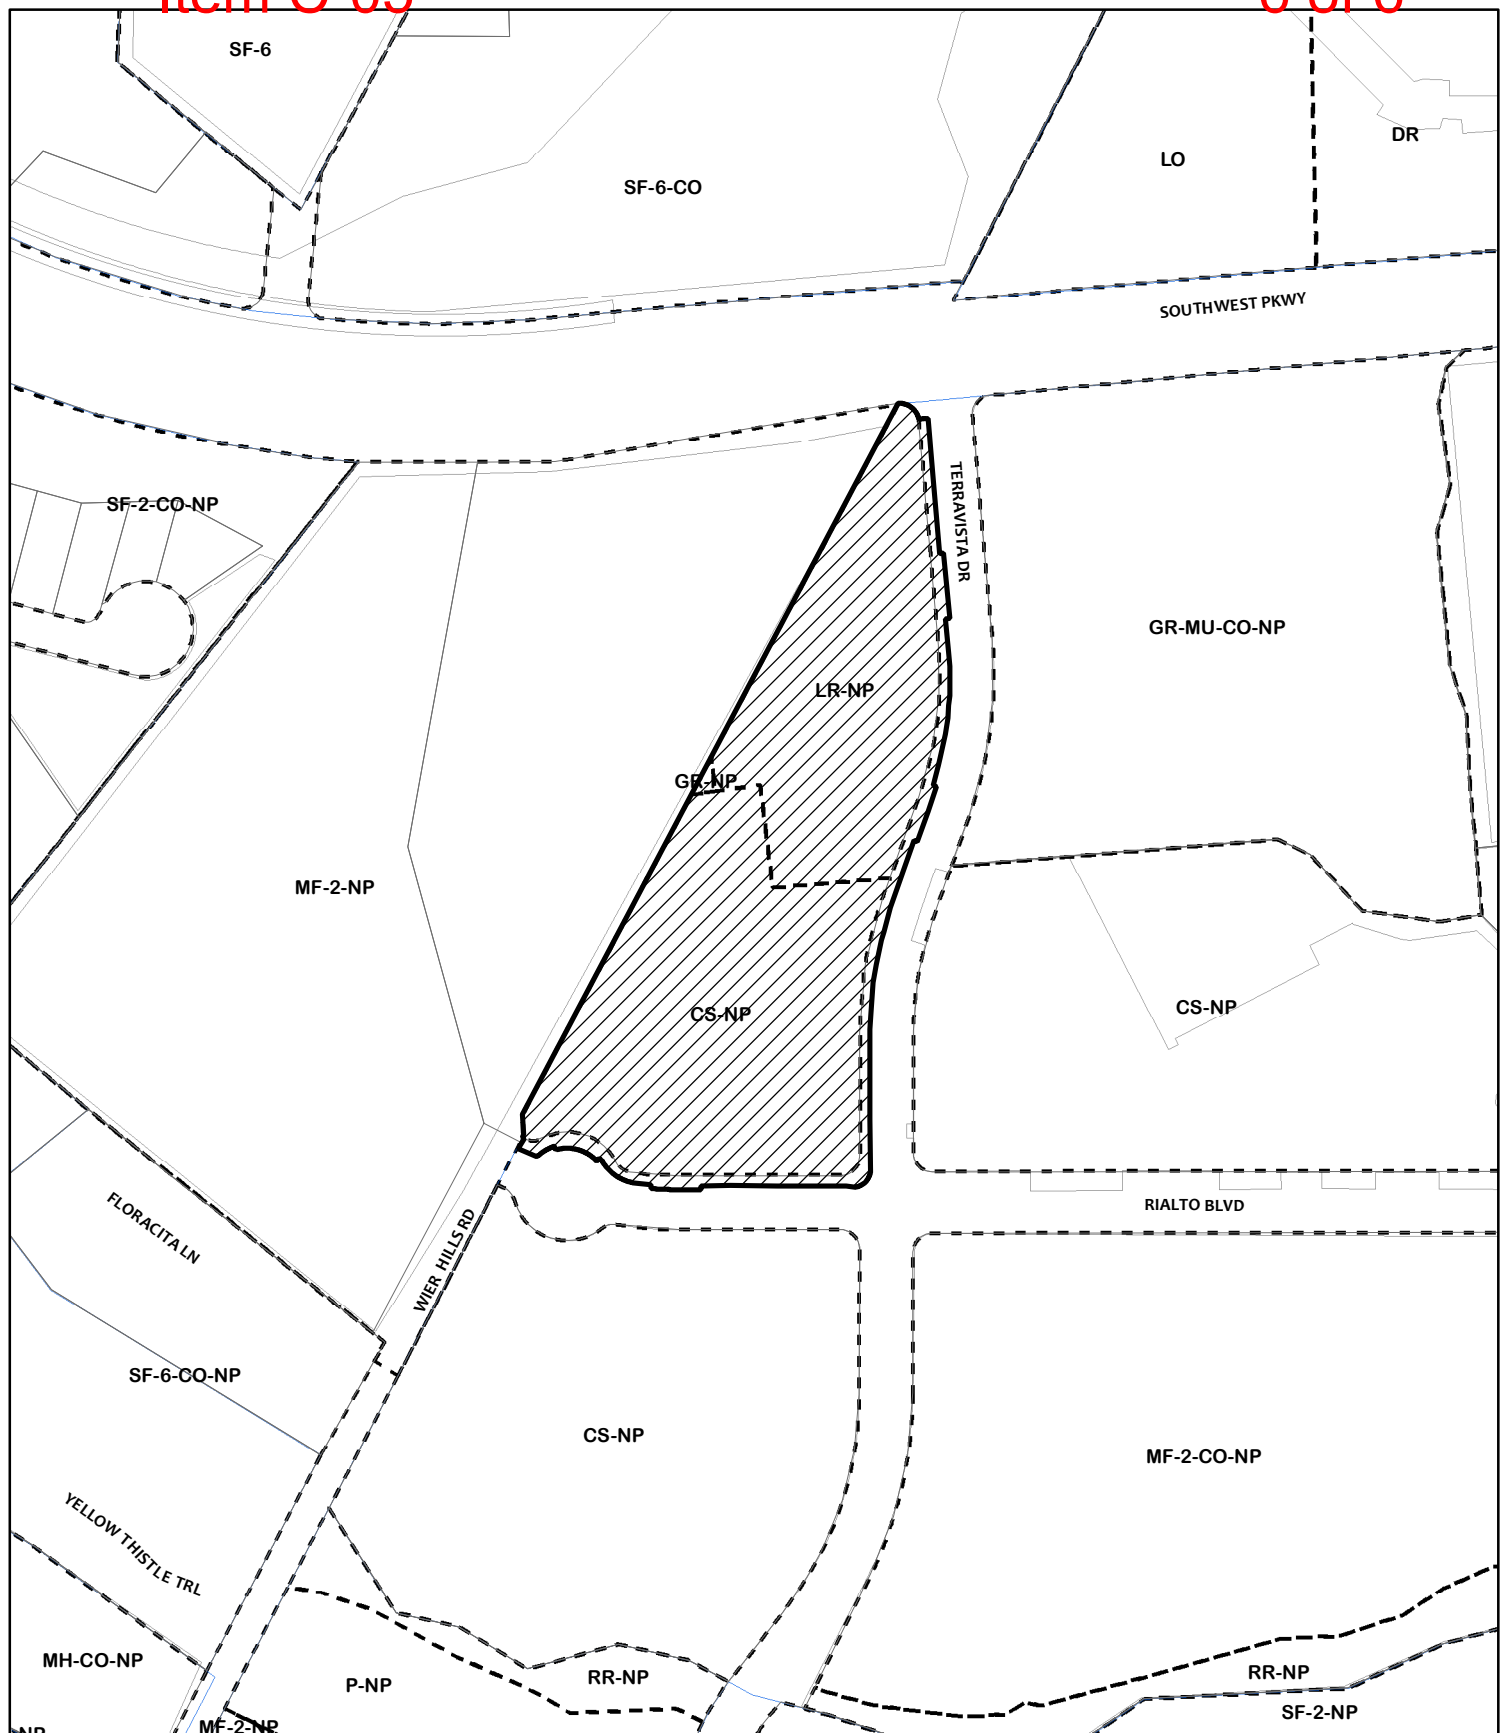 SF-6
DR
LO
SF-6-CO
SOUTHWEST PKWY
SF-2-CO-NP
TERRAVISTA DR
GR-MU-CO-NP
LR-NP
GR-NP
MF-2-NP
CS-NP
CS-NP
FLORACITA LN
RIALTO BLVD
WIER HILLS RD
SF-6-CO-NP
CS-NP
MF-2-CO-NP
YELLOW THISTLE TRL
MH-CO-NP
RR-NP
RR-NP
P-NP
SF-2-NP
MF-2-NP